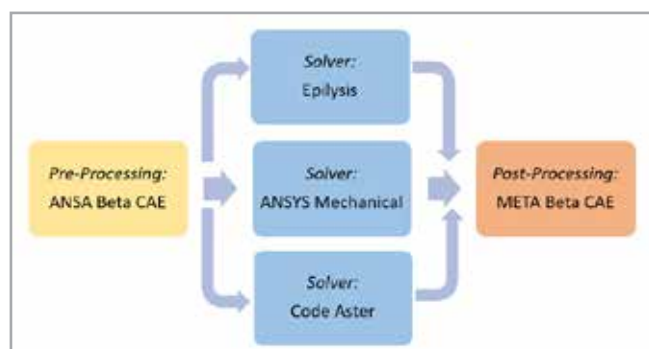 Solver:
Epilysis
Pre-Processing:
ANSA Beta CAE
Solver:
ANSYS Mechanical
Post-Processing:
META Beta CAE
Solver:
Code Aster